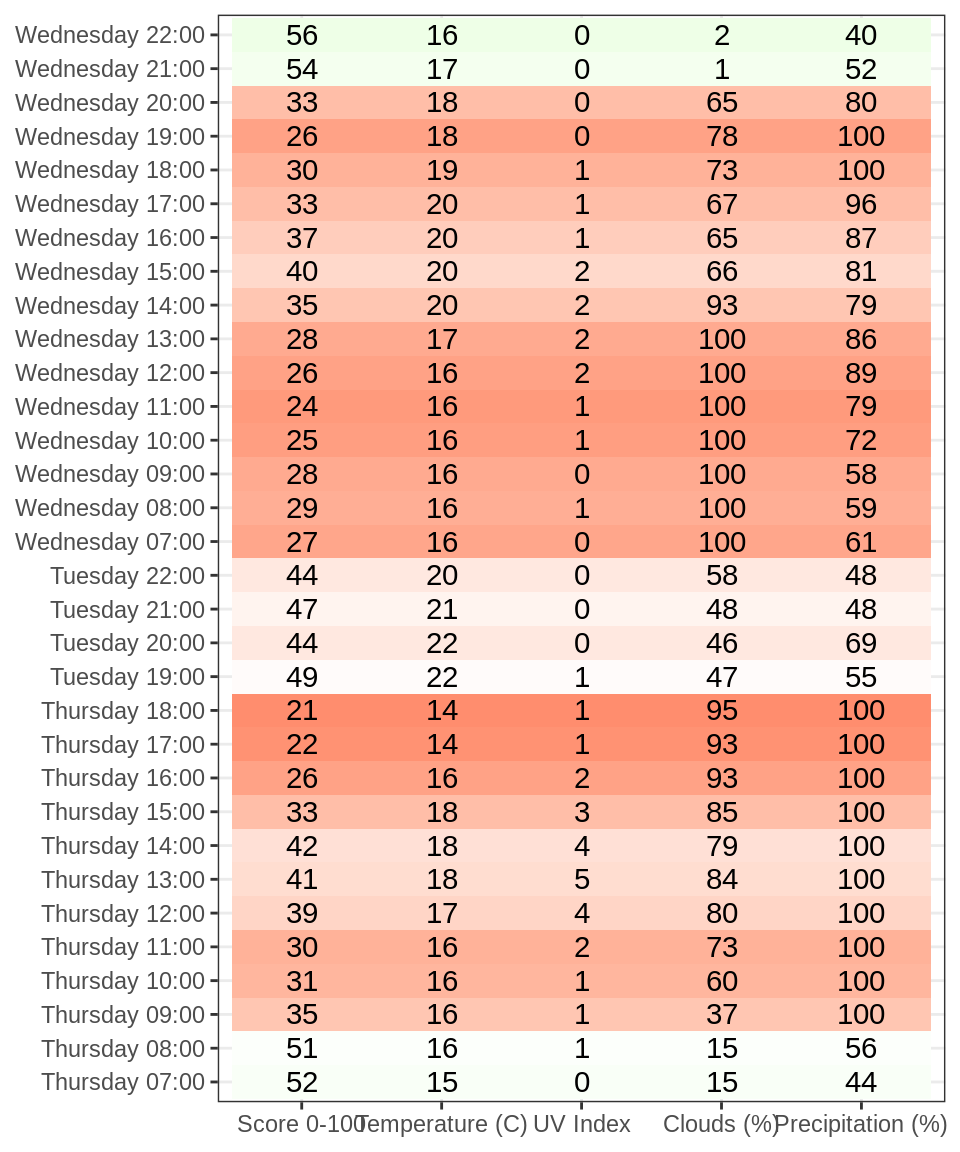 Wednesday 22:00 56 16 0 2 40
Wednesday 21:00 54 17 0 1 52
Wednesday 20:00 33 18 0 65 80
Wednesday 19:00 26 18 0 78 100
Wednesday 18:00 30 19 1 73 100
Wednesday 17:00 33 20 1 67 96
Wednesday 16:00 37 20 1 65 87
Wednesday 15:00 40 20 2 66 81
Wednesday 14:00 35 20 2 93 79
Wednesday 13:00 28 17 2 100 86
Wednesday 12:00 26 16 2 100 89
Wednesday 11:00 24 16 1 100 79
Wednesday 10:00 25 16 1 100 72
Wednesday 09:00 28 16 0 100 58
Wednesday 08:00 29 16 1 100 59
Wednesday 07:00 27 16 0 100 61
Tuesday 22:00 44 20 0 58 48
Tuesday 21:00 47 21 0 48 48
Tuesday 20:00 44 22 0 46 69
Tuesday 19:00 49 22 1 47 55
Thursday 18:00 21 14 1 95 100
Thursday 17:00 22 14 1 93 100
Thursday 16:00 26 16 2 93 100
Thursday 15:00 33 18 3 85 100
Thursday 14:00 42 18 4 79 100
Thursday 13:00 41 18 5 84 100
Thursday 12:00 39 17 4 80 100
Thursday 11:00 30 16 2 73 100
Thursday 10:00 31 16 1 60 100
Thursday 09:00 35 16 1 37 100
Thursday 08:00 51 16 1 15 56
Thursday 07:00 52 15 0 15 44
Score 0-100 Temperature (C) UV Index Clouds (%) Precipitation (%)